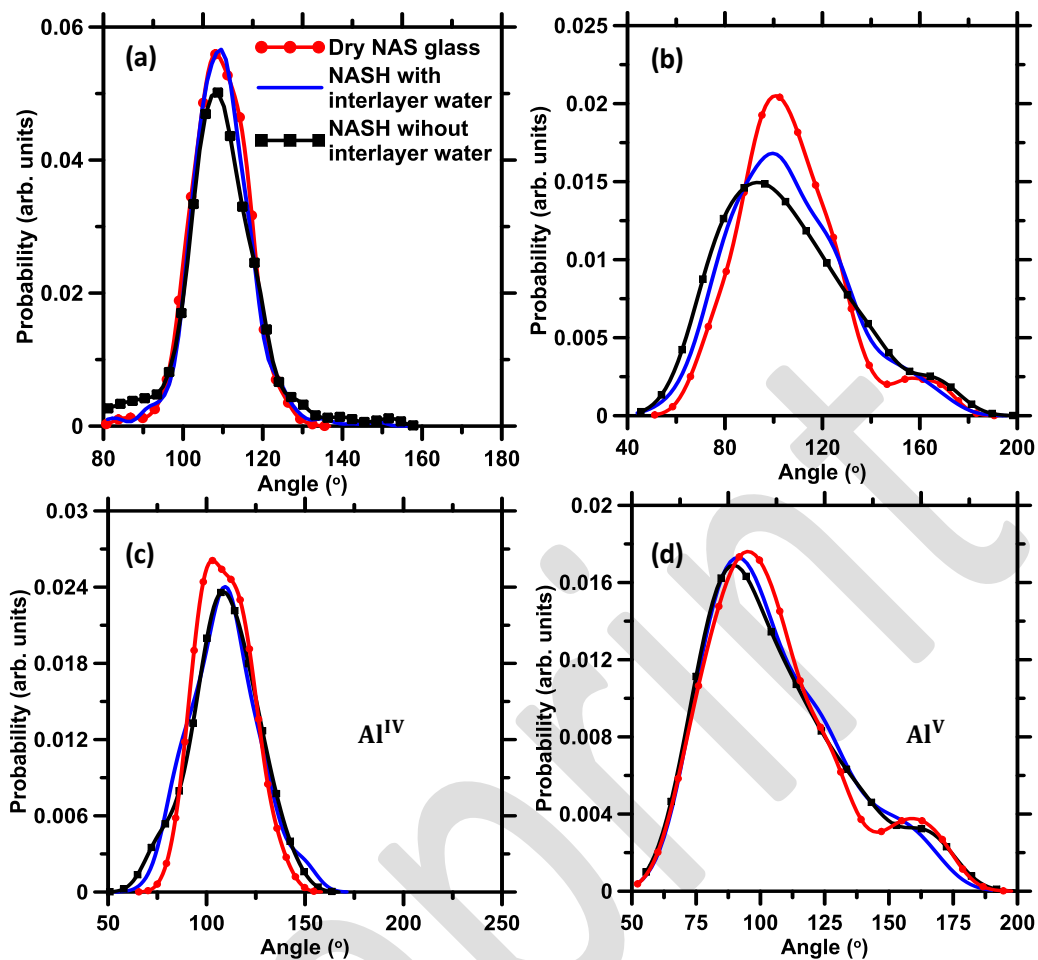 (a)
Dry NAS glass
NASH with
interlayer water
NASH wihout
interlayer water
0.06
0.04
0.02
0
Probability (arb. units)
80 100 120 140 160 180
Angle (º)
(b)
0.025
0.02
0.015
0.01
0.005
0
Probability (arb. units)
40 80 120 160 200
Angle (º)
(c)
0.03
0.024
0.018
0.012
0.006
0
Probability (arb. units)
Al^IV
50 100 150 200 250
Angle (º)
(d)
0.02
0.016
0.012
0.008
0.004
0
Probability (arb. units)
Al^V
50 75 100 125 150 175 200
Angle (º)